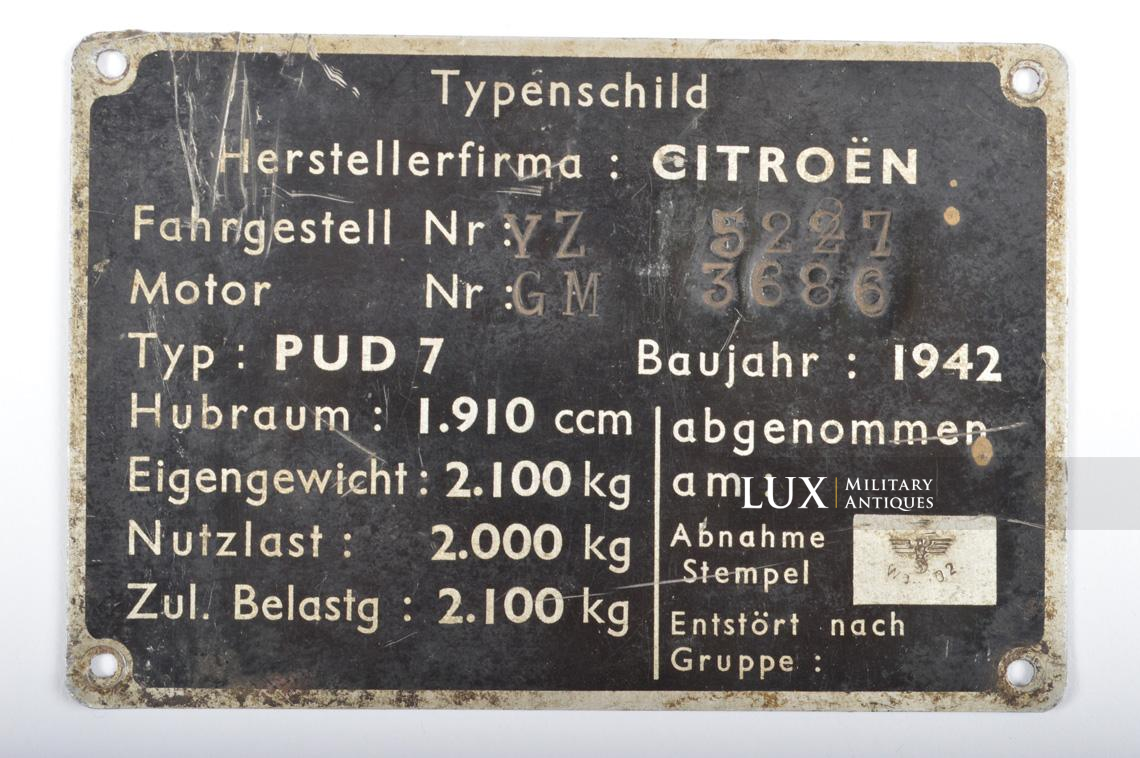 Typenschild
Herstellerfirma : CITROËN
Fahrgestell Nr : YZ 5227
Motor Nr : GM 3686
Typ : PUD 7 Baujahr : 1942
Hubraum : 1.910 ccm
Eigengewicht : 2.100 kg
Nutzlast : 2.000 kg
Zul. Belastg : 2.100 kg
abgenommen
am
Abnahme
Stempel
Entstört nach
Gruppe :
LUX MILITARY
ANTIQUES